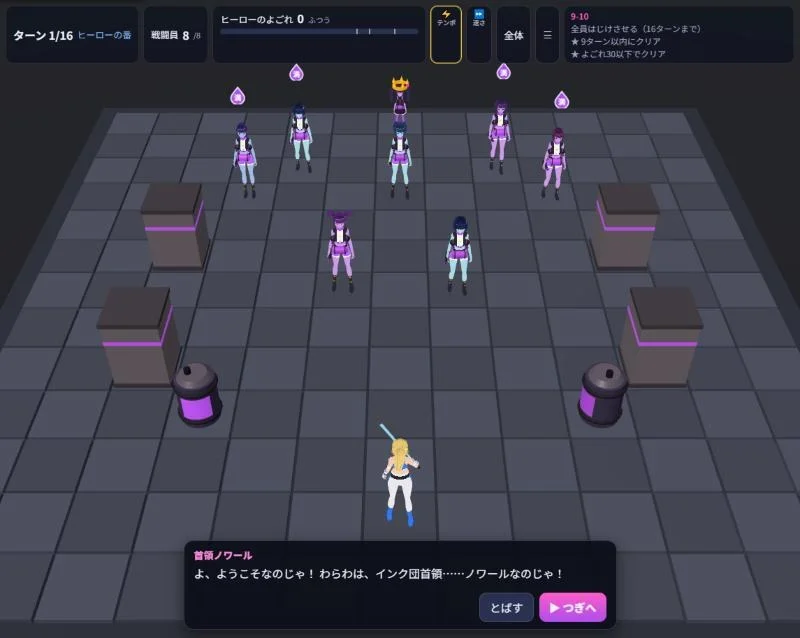 ターン 1/16 ヒーローの番
戦闘員 8 /8
ヒーローのよごれ 0 ふつう
テンポ
速さ
全体
☰
9-10
全員はじけさせる（16ターンまで）
★ 9ターン以内にクリア
★ よごれ30以下でクリア
満
満
満
満
首領ノワール
よ、ようこそなのじゃ！ わらわは、インク団首領……ノワールなのじゃ！
とばす
▶ つぎへ